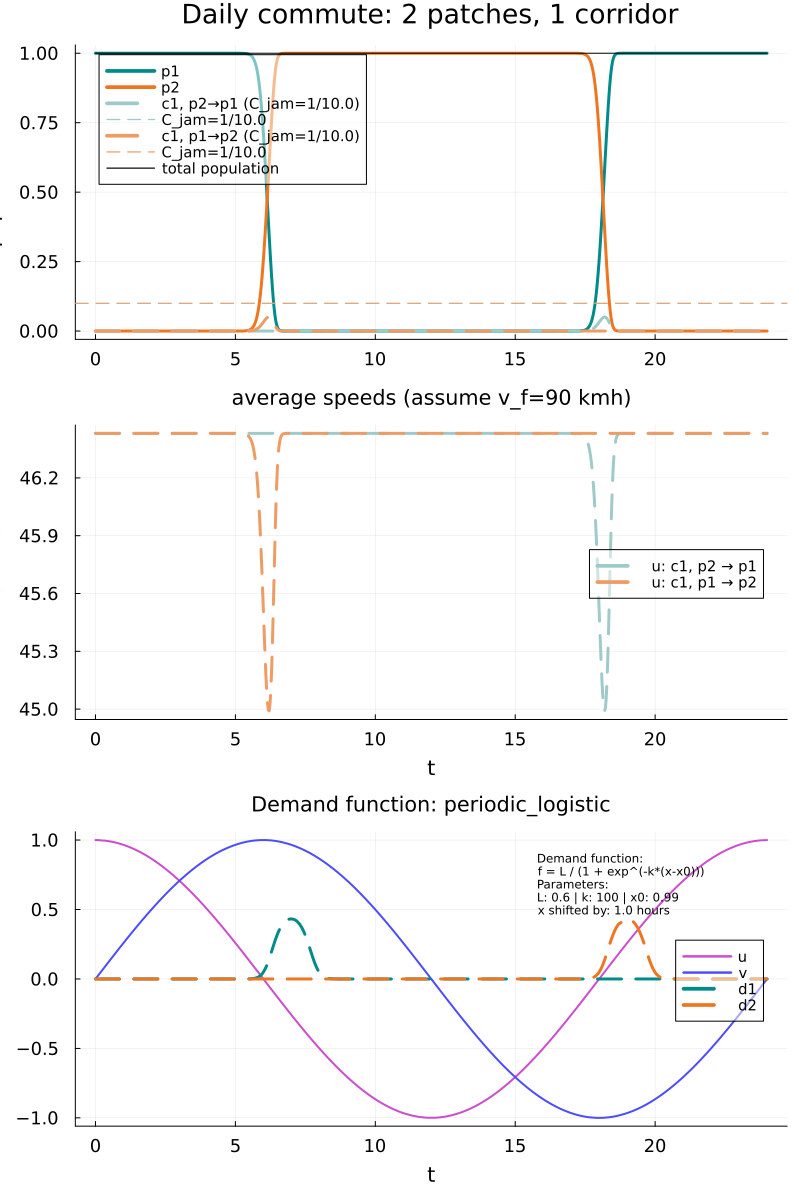 Daily commute: 2 patches, 1 corridor
1.00
0.75
0.50
0.25
0.00
p1
p2
c1, p2→p1 (C_jam=1/10.0)
C_jam=1/10.0
c1, p1→p2 (C_jam=1/10.0)
C_jam=1/10.0
total population
0 5 10 15 20
average speeds (assume v_f=90 kmh)
46.2
45.9
45.6
45.3
45.0
u: c1, p2 → p1
u: c1, p1 → p2
0 5 10 15 20
t
Demand function: periodic_logistic
1.0
0.5
0.0
−0.5
−1.0
Demand function:
f = L / (1 + exp^(-k*(x-x0)))
Parameters:
L: 0.6 | k: 100 | x0: 0.99
x shifted by: 1.0 hours
u
v
d1
d2
0 5 10 15 20
t